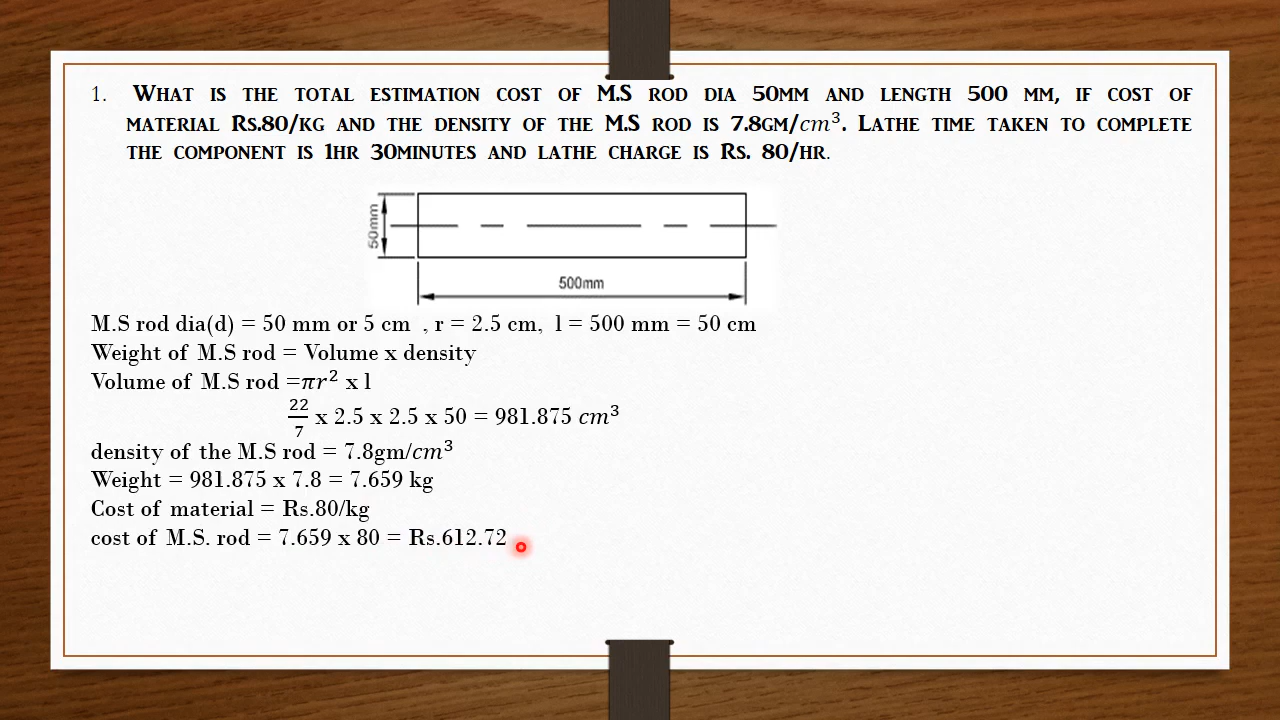 1. WHAT IS THE TOTAL ESTIMATION COST OF M.S ROD DIA 50MM AND LENGTH 500 MM, IF COST OF
MATERIAL RS.80/KG AND THE DENSITY OF THE M.S ROD IS 7.8GM/cm³. LATHE TIME TAKEN TO COMPLETE
THE COMPONENT IS 1HR 30MINUTES AND LATHE CHARGE IS RS. 80/HR.
50mm
500mm
M.S rod dia(d) = 50 mm or 5 cm , r = 2.5 cm, l = 500 mm = 50 cm
Weight of M.S rod = Volume x density
Volume of M.S rod =πr² x l
22/7 x 2.5 x 2.5 x 50 = 981.875 cm³
density of the M.S rod = 7.8gm/cm³
Weight = 981.875 x 7.8 = 7.659 kg
Cost of material = Rs.80/kg
cost of M.S. rod = 7.659 x 80 = Rs.612.72